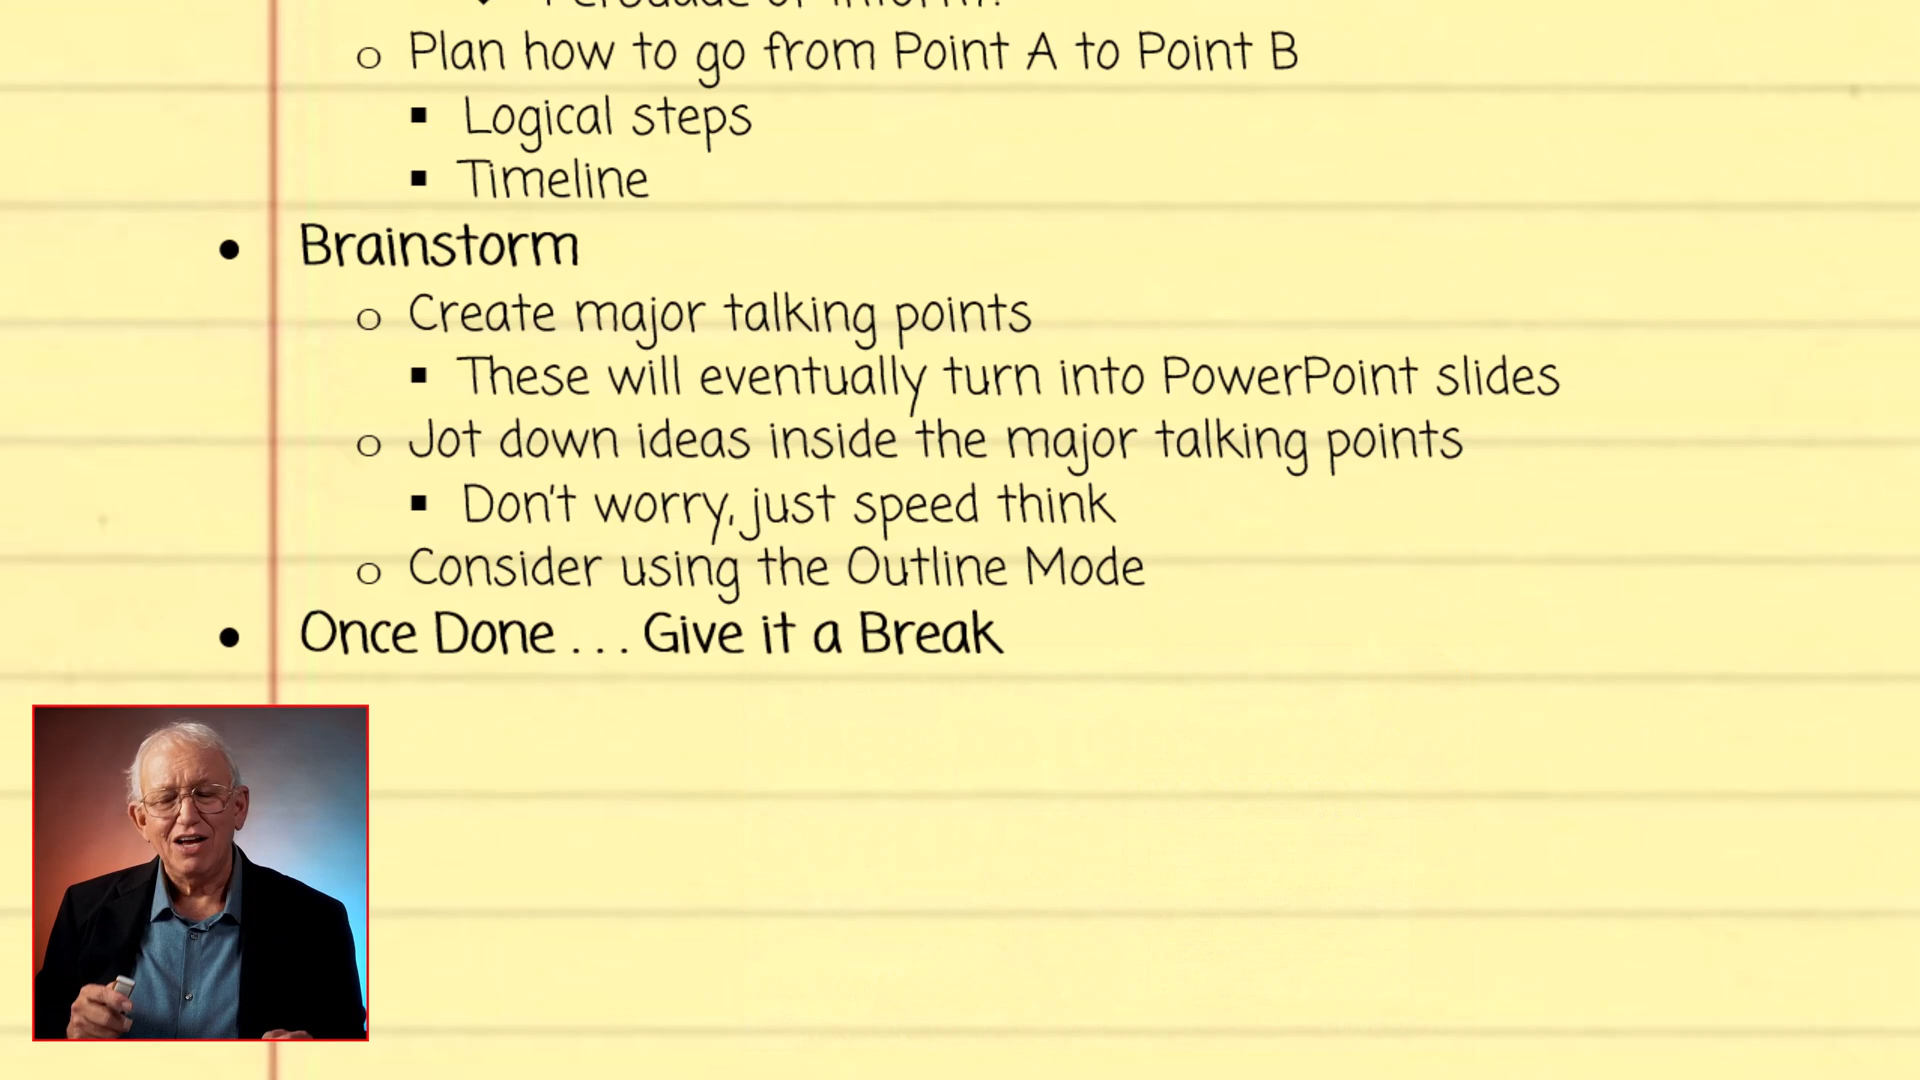 Persuade or inform?
o Plan how to go from Point A to Point B
▪ Logical steps
▪ Timeline
• Brainstorm
o Create major talking points
▪ These will eventually turn into PowerPoint slides
o Jot down ideas inside the major talking points
▪ Don't worry, just speed think
o Consider using the Outline Mode
• Once Done . . . Give it a Break